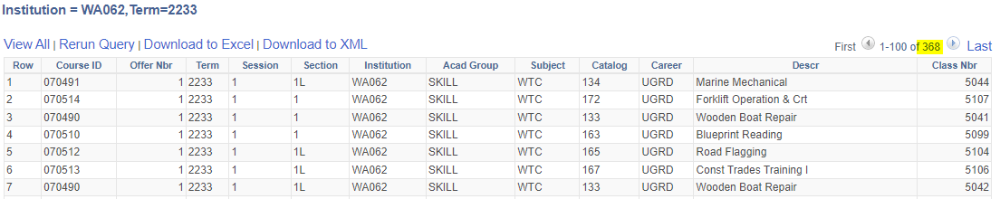 Institution = WA062,Term=2233
View All | Rerun Query | Download to Excel | Download to XML First 1-100 of 368 Last
Row Course ID Offer Nbr Term Session Section Institution Acad Group Subject Catalog Career Descr Class Nbr
1 070491 1 2233 1 1L WA062 SKILL WTC 134 UGRD Marine Mechanical 5044
2 070514 1 2233 1 1 WA062 SKILL WTC 172 UGRD Forklift Operation & Crt 5107
3 070490 1 2233 1 1L WA062 SKILL WTC 133 UGRD Wooden Boat Repair 5041
4 070510 1 2233 1 1 WA062 SKILL WTC 163 UGRD Blueprint Reading 5099
5 070512 1 2233 1 1L WA062 SKILL WTC 165 UGRD Road Flagging 5104
6 070513 1 2233 1 1L WA062 SKILL WTC 167 UGRD Const Trades Training I 5106
7 070490 1 2233 1 1L WA062 SKILL WTC 133 UGRD Wooden Boat Repair 5042